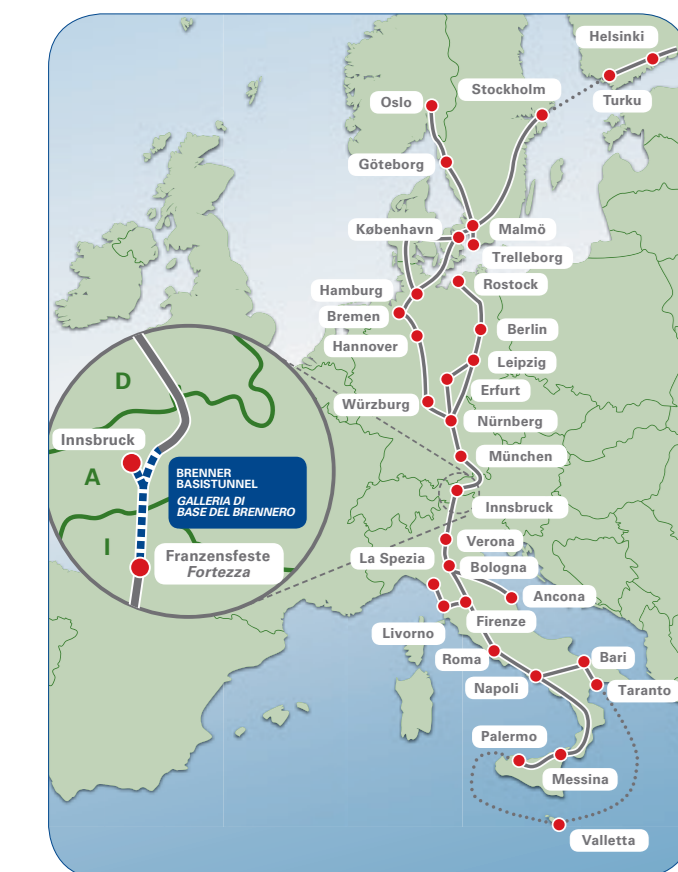 Helsinki
Stockholm
Oslo
Turku
Göteborg
København
Malmö
Trelleborg
Hamburg
Rostock
Bremen
Berlin
Hannover
Leipzig
D
Erfurt
Würzburg
Nürnberg
Innsbruck
München
A
BRENNER
BASISTUNNEL
GALLERIA DI
BASE DEL BRENNERO
Innsbruck
I
Franzensfeste
Fortezza
Verona
La Spezia
Bologna
Ancona
Firenze
Livorno
Roma
Bari
Napoli
Taranto
Palermo
Messina
Valletta